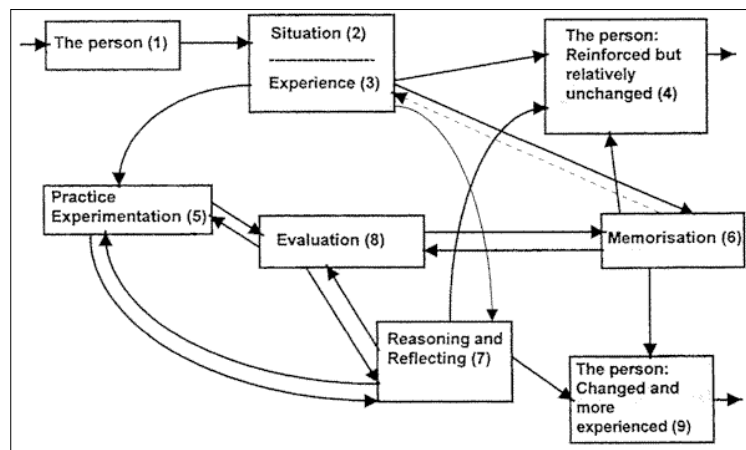 The person (1)
Situation (2)
Experience (3)
The person:
Reinforced but
relatively
unchanged (4)
Practice
Experimentation (5)
Evaluation (8)
Memorisation (6)
Reasoning and
Reflecting (7)
The person:
Changed and
more
experienced (9)